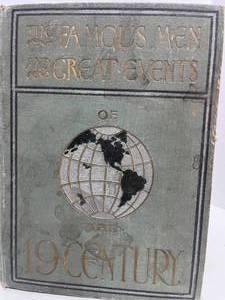 THE FAMOUS MEN
AND GREAT EVENTS
OF
THE
19TH CENTURY